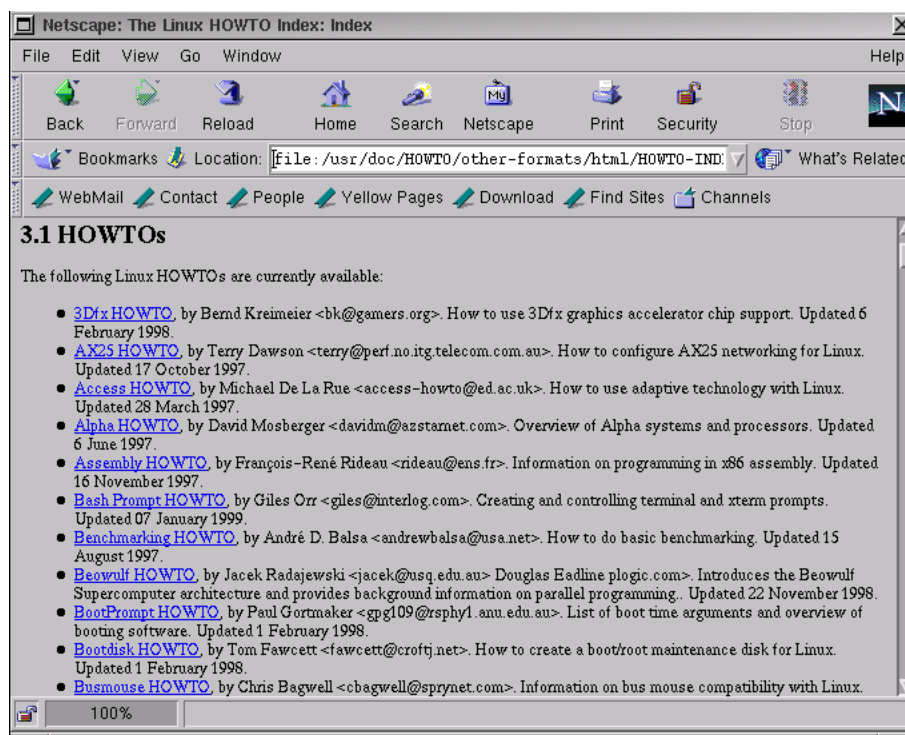 Netscape: The Linux HOWTO Index: Index
File Edit View Go Window Help
Back Forward Reload Home Search Netscape Print Security Stop
My
N
Bookmarks Location: file:/usr/doc/HOWTO/other-formats/html/HOWTO-IND What's Related
WebMail Contact People Yellow Pages Download Find Sites Channels
3.1 HOWTOs
The following Linux HOWTOs are currently available:
3Dfx HOWTO, by Bernd Kreimeier <bk@gamers.org>. How to use 3Dfx graphics accelerator chip support. Updated 6
February 1998.
AX25 HOWTO, by Terry Dawson <terry@perf.no.itg.telecom.com.au>. How to configure AX25 networking for Linux.
Updated 17 October 1997.
Access HOWTO, by Michael De La Rue <access-howto@ed.ac.uk>. How to use adaptive technology with Linux.
Updated 28 March 1997.
Alpha HOWTO, by David Mosberger <davidm@azstarnet.com>. Overview of Alpha systems and processors. Updated
6 June 1997.
Assembly HOWTO, by François-René Rideau <rideau@ens.fr>. Information on programming in x86 assembly. Updated
16 November 1997.
Bash Prompt HOWTO, by Giles Orr <giles@interlog.com>. Creating and controlling terminal and xterm prompts.
Updated 07 January 1999.
Benchmarking HOWTO, by André D. Balsa <andrewbalsa@usa.net>. How to do basic benchmarking. Updated 15
August 1997.
Beowulf HOWTO, by Jacek Radajewski <jacek@usq.edu.au> Douglas Eadline plogic.com>. Introduces the Beowulf
Supercomputer architecture and provides background information on parallel programming.. Updated 22 November 1998.
BootPrompt HOWTO, by Paul Gortmaker <gpg109@rsphy1.anu.edu.au>. List of boot time arguments and overview of
booting software. Updated 1 February 1998.
Bootdisk HOWTO, by Tom Fawcett <fawcett@croftj.net>. How to create a boot/root maintenance disk for Linux.
Updated 1 February 1998.
Busmouse HOWTO, by Chris Bagwell <cbagwell@sprynet.com>. Information on bus mouse compatibility with Linux.
100%